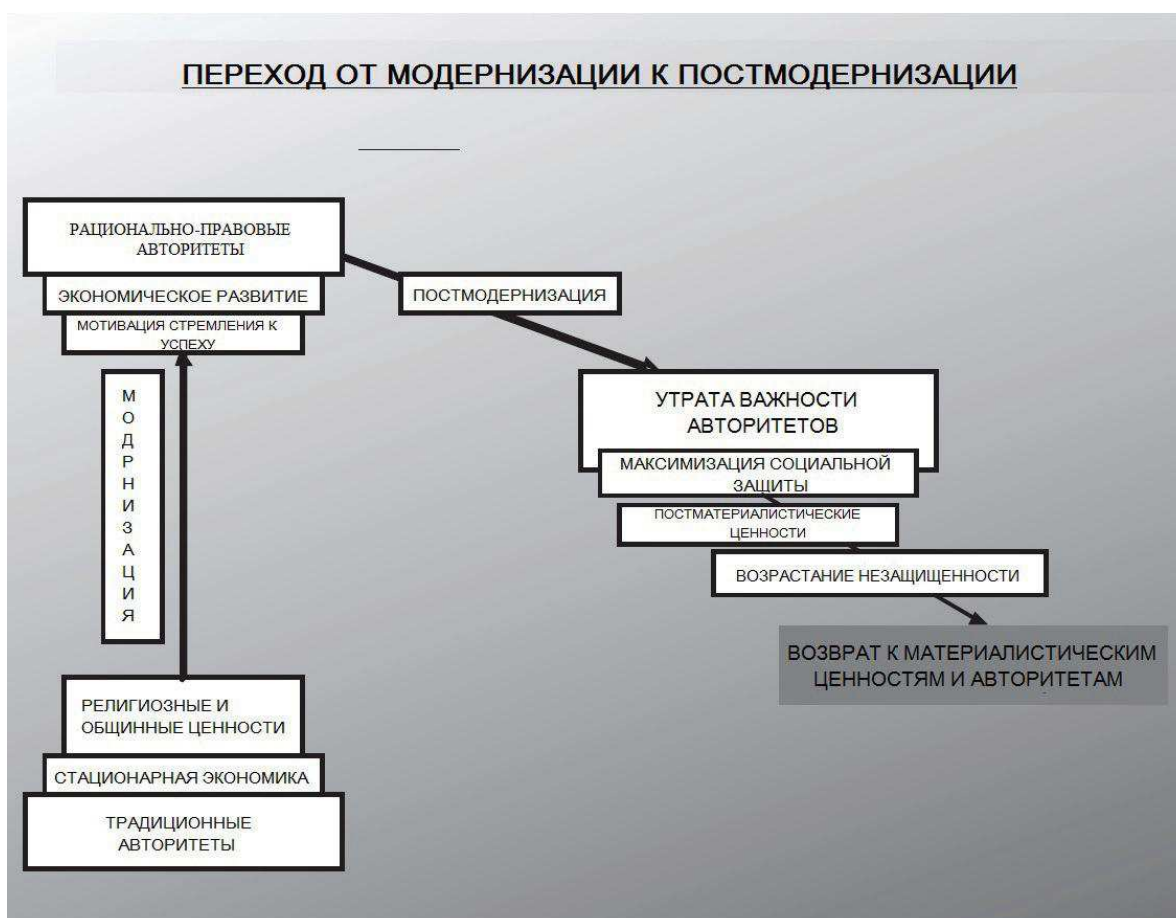 ПЕРЕХОД ОТ МОДЕРНИЗАЦИИ К ПОСТМОДЕРНИЗАЦИИ
РАЦИОНАЛЬНО-ПРАВОВЫЕ
АВТОРИТЕТЫ
ЭКОНОМИЧЕСКОЕ РАЗВИТИЕ
МОТИВАЦИЯ СТРЕМЛЕНИЯ К
УСПЕХУ
ПОСТМОДЕРНИЗАЦИЯ
М
О
Д
Р
Н
И
З
А
Ц
И
Я
УТРАТА ВАЖНОСТИ
АВТОРИТЕТОВ
МАКСИМИЗАЦИЯ СОЦИАЛЬНОЙ
ЗАЩИТЫ
ПОСТМАТЕРИАЛИСТИЧЕСКИЕ
ЦЕННОСТИ
ВОЗРАСТАНИЕ НЕЗАЩИЩЕННОСТИ
ВОЗВРАТ К МАТЕРИАЛИСТИЧЕСКИМ
ЦЕННОСТЯМ И АВТОРИТЕТАМ
РЕЛИГИОЗНЫЕ И
ОБЩИННЫЕ ЦЕННОСТИ
СТАЦИОНАРНАЯ ЭКОНОМИКА
ТРАДИЦИОННЫЕ
АВТОРИТЕТЫ